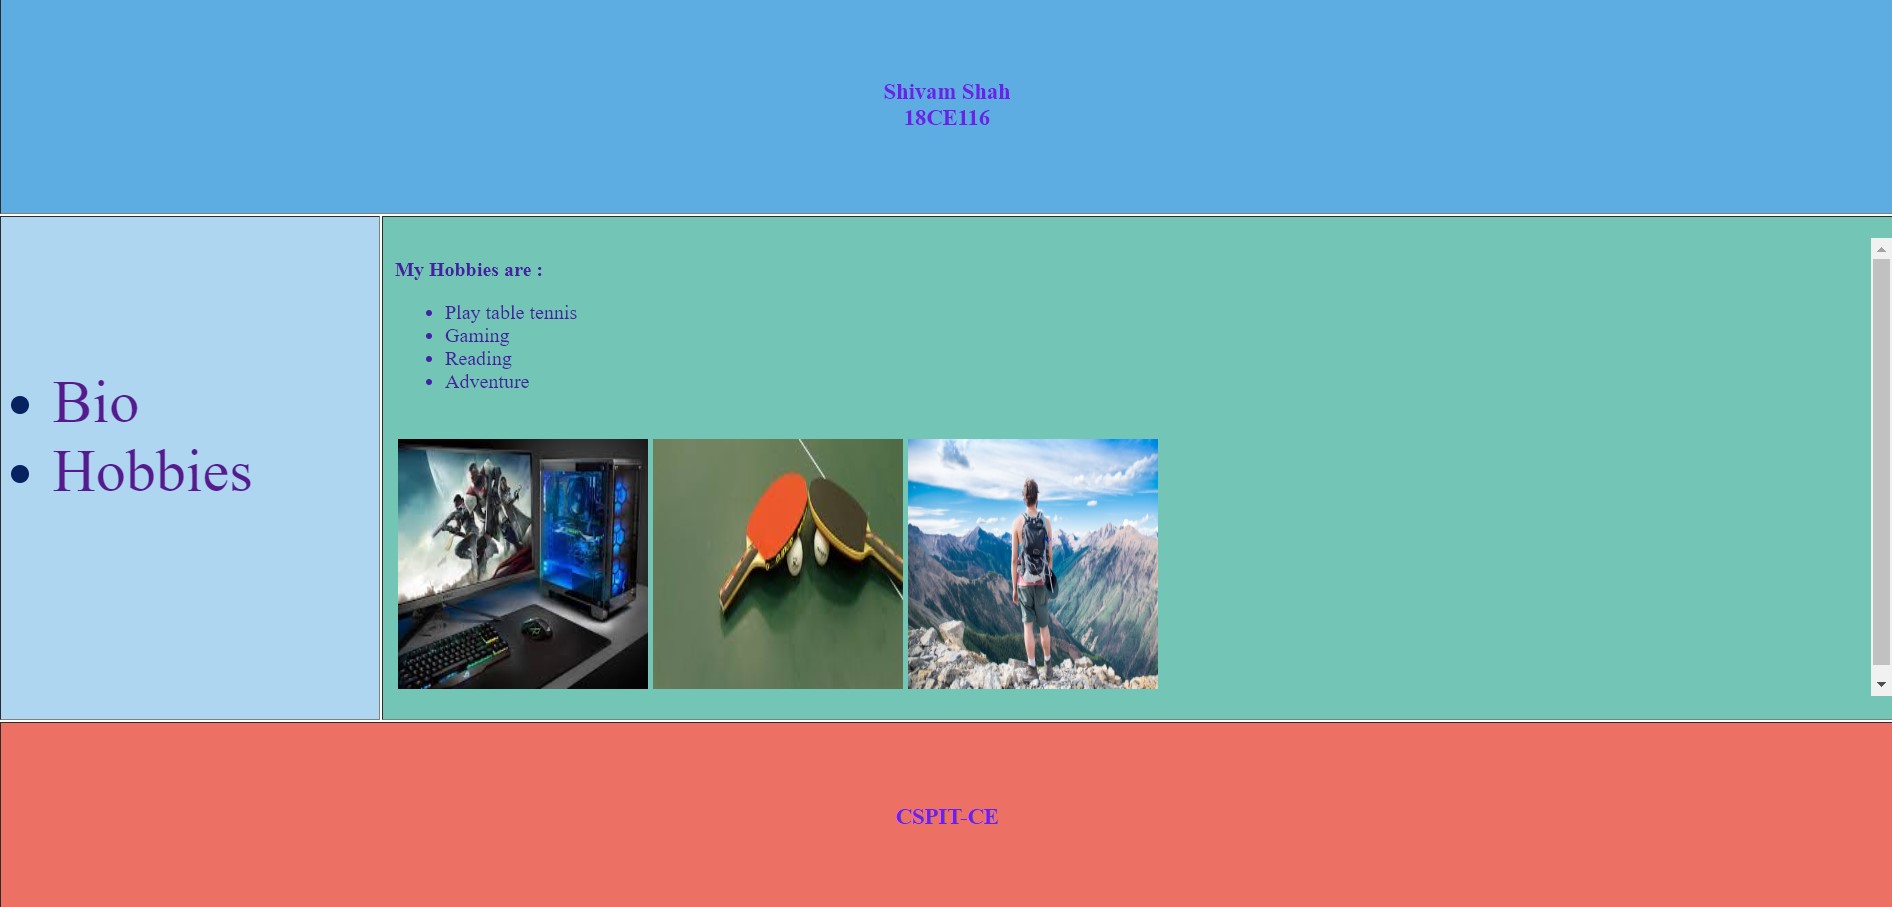 Shivam Shah
18CE116
Bio
Hobbies
My Hobbies are :
Play table tennis
Gaming
Reading
Adventure
CSPIT-CE